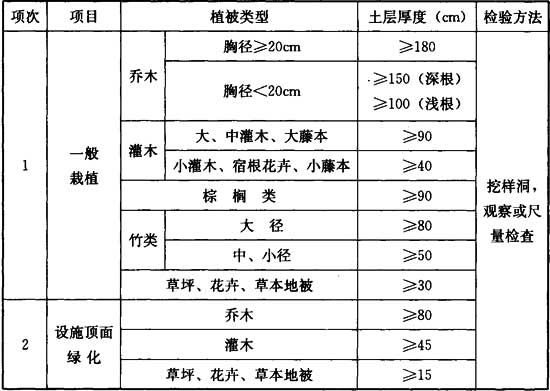 项次 项目 植被类型 土层厚度（cm） 检验方法
1 一般栽植 乔木 胸径≥20cm ≥180 挖样洞，观察或尺量检查
胸径<20cm ≥150（深根）
≥100（浅根）
灌木 大、中灌木、大藤本 ≥90
小灌木、宿根花卉、小藤本 ≥40
棕榈类 ≥90
竹类 大径 ≥80
中、小径 ≥50
草坪、花卉、草本地被 ≥30
2 设施顶面绿化 乔木 ≥80
灌木 ≥45
草坪、花卉、草本地被 ≥15